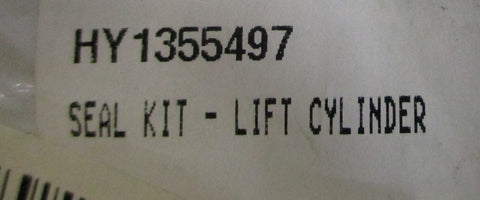 HY1355497
SEAL KIT - LIFT CYLINDER